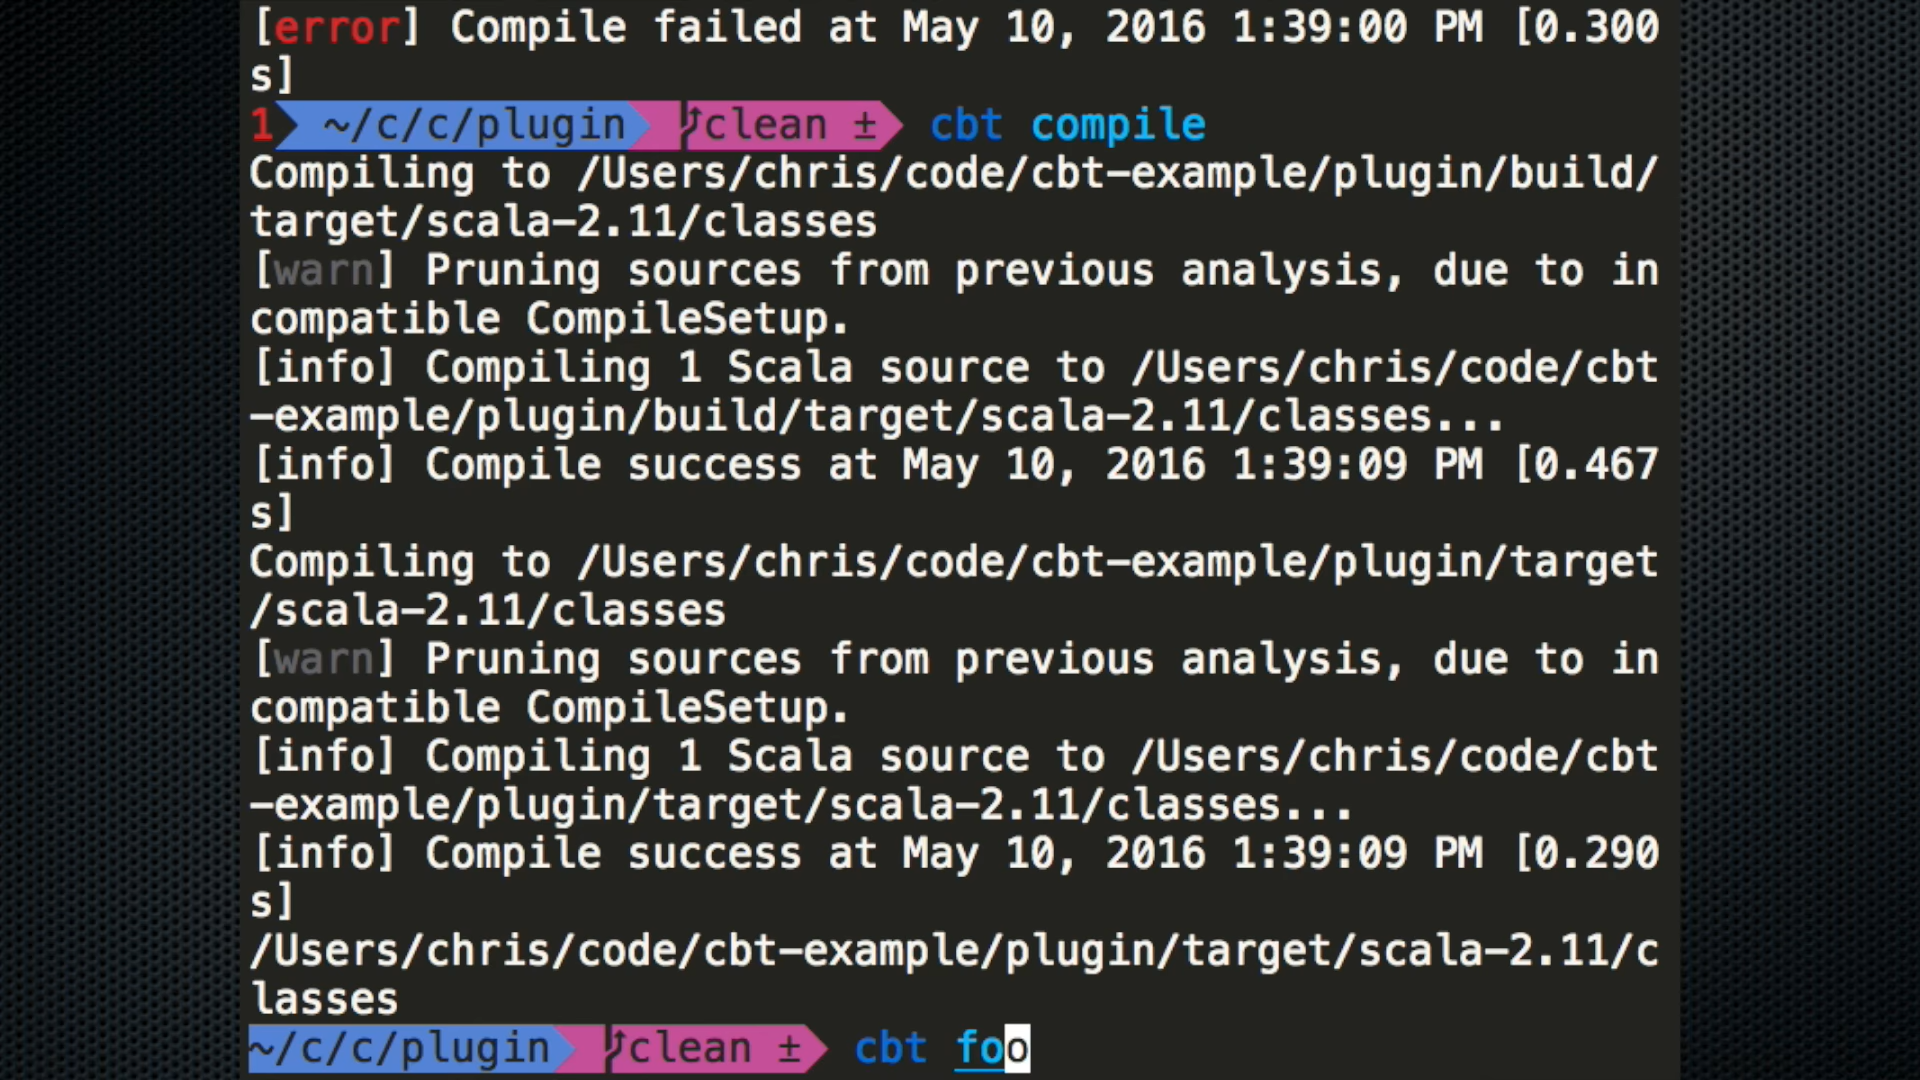 [error] Compile failed at May 10, 2016 1:39:00 PM [0.300
s]
1 ~/c/c/plugin clean ± cbt compile
Compiling to /Users/chris/code/cbt-example/plugin/build/
target/scala-2.11/classes
[warn] Pruning sources from previous analysis, due to in
compatible CompileSetup.
[info] Compiling 1 Scala source to /Users/chris/code/cbt
-example/plugin/build/target/scala-2.11/classes...
[info] Compile success at May 10, 2016 1:39:09 PM [0.467
s]
Compiling to /Users/chris/code/cbt-example/plugin/target
/scala-2.11/classes
[warn] Pruning sources from previous analysis, due to in
compatible CompileSetup.
[info] Compiling 1 Scala source to /Users/chris/code/cbt
-example/plugin/target/scala-2.11/classes...
[info] Compile success at May 10, 2016 1:39:09 PM [0.290
s]
/Users/chris/code/cbt-example/plugin/target/scala-2.11/c
lasses
~/c/c/plugin clean ± cbt foo